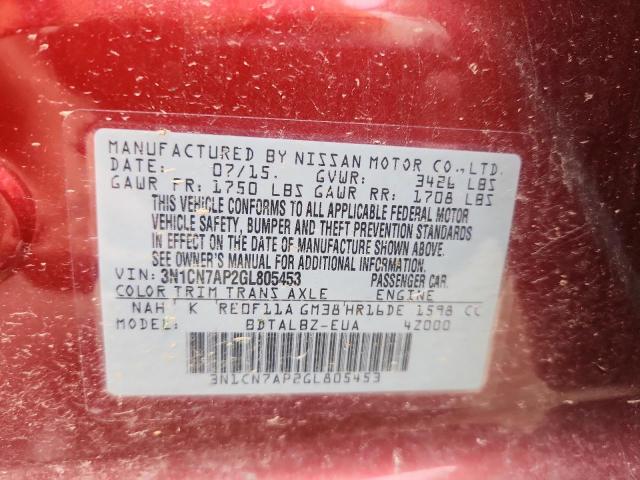 MANUFACTURED BY NISSAN MOTOR CO., LTD.
DATE: 07/15. GVWR: 3426 LBS
GAWR FR: 1750 LBS GAWR RR: 1708 LBS
THIS VEHICLE CONFORMS TO ALL APPLICABLE FEDERAL MOTOR
VEHICLE SAFETY, BUMPER AND THEFT PREVENTION STANDARDS
IN EFFECT ON THE DATE OF MANUFACTURE SHOWN ABOVE.
SEE OWNER'S MANUAL FOR ADDITIONAL INFORMATION.
VIN: 3N1CN7AP2GL805453 PASSENGER CAR.
COLOR TRIM TRANS AXLE ENGINE
NAH K RE0F11A GM38 HR16DE 1598 CC
MODEL: BDTALBZ-EUA 4Z000
3N1CN7AP2GL805453